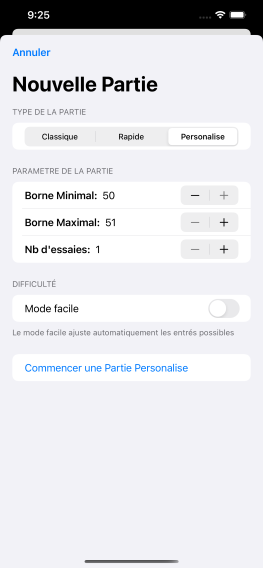 9:25
Annuler
Nouvelle Partie
TYPE DE LA PARTIE
Classique Rapide Personalise
PARAMETRE DE LA PARTIE
Borne Minimal: 50
Borne Maximal: 51
Nb d'essaies: 1
DIFFICULTÉ
Mode facile
Le mode facile ajuste automatiquement les entrés possibles
Commencer une Partie Personalise